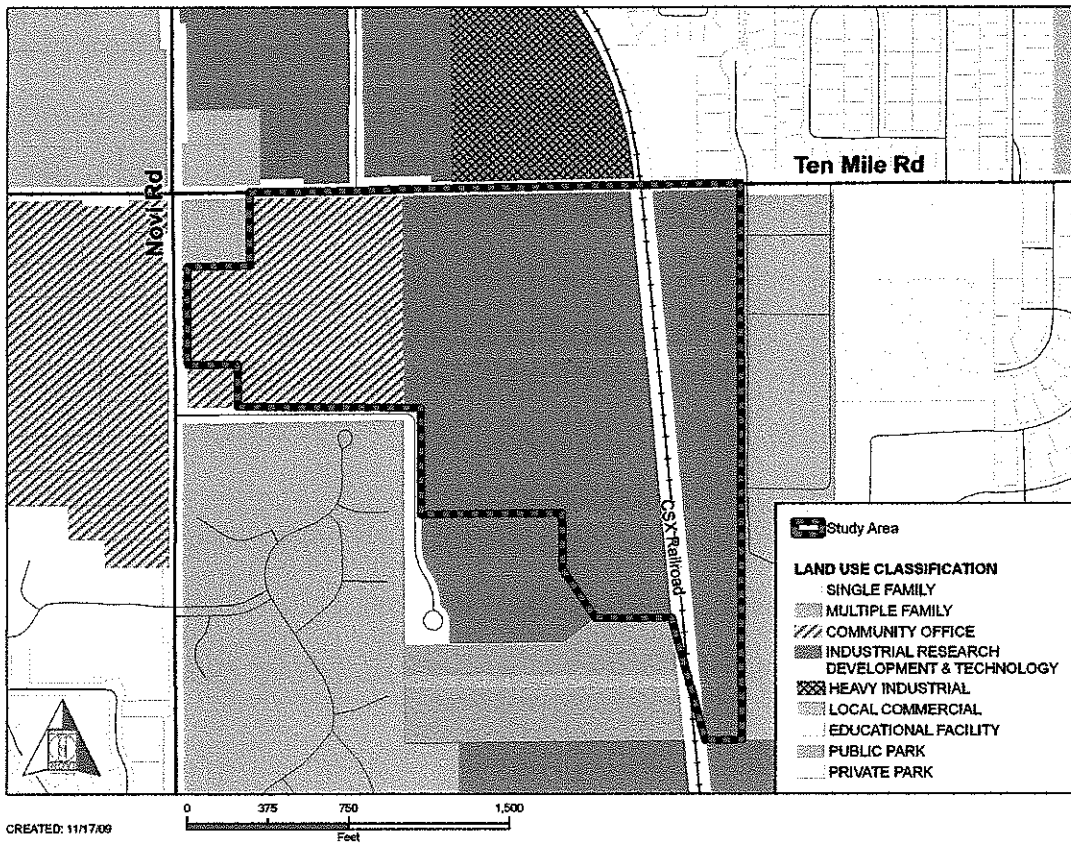 Ten Mile Rd
Novi Rd
CSX Railroad
Study Area
LAND USE CLASSIFICATION
SINGLE FAMILY
MULTIPLE FAMILY
COMMUNITY OFFICE
INDUSTRIAL RESEARCH
DEVELOPMENT & TECHNOLOGY
HEAVY INDUSTRIAL
LOCAL COMMERCIAL
EDUCATIONAL FACILITY
PUBLIC PARK
PRIVATE PARK
0 375 750 1,500
Feet
CREATED: 11/17/09